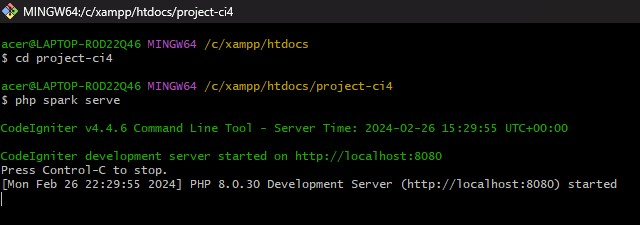 MINGW64:/c/xampp/htdocs/project-ci4
acer@LAPTOP-ROD22Q46 MINGW64 /c/xampp/htdocs
$ cd project-ci4
acer@LAPTOP-ROD22Q46 MINGW64 /c/xampp/htdocs/project-ci4
$ php spark serve
CodeIgniter v4.4.6 Command Line Tool - Server Time: 2024-02-26 15:29:55 UTC+00:00
CodeIgniter development server started on http://localhost:8080
Press Control-C to stop.
[Mon Feb 26 22:29:55 2024] PHP 8.0.30 Development Server (http://localhost:8080) started